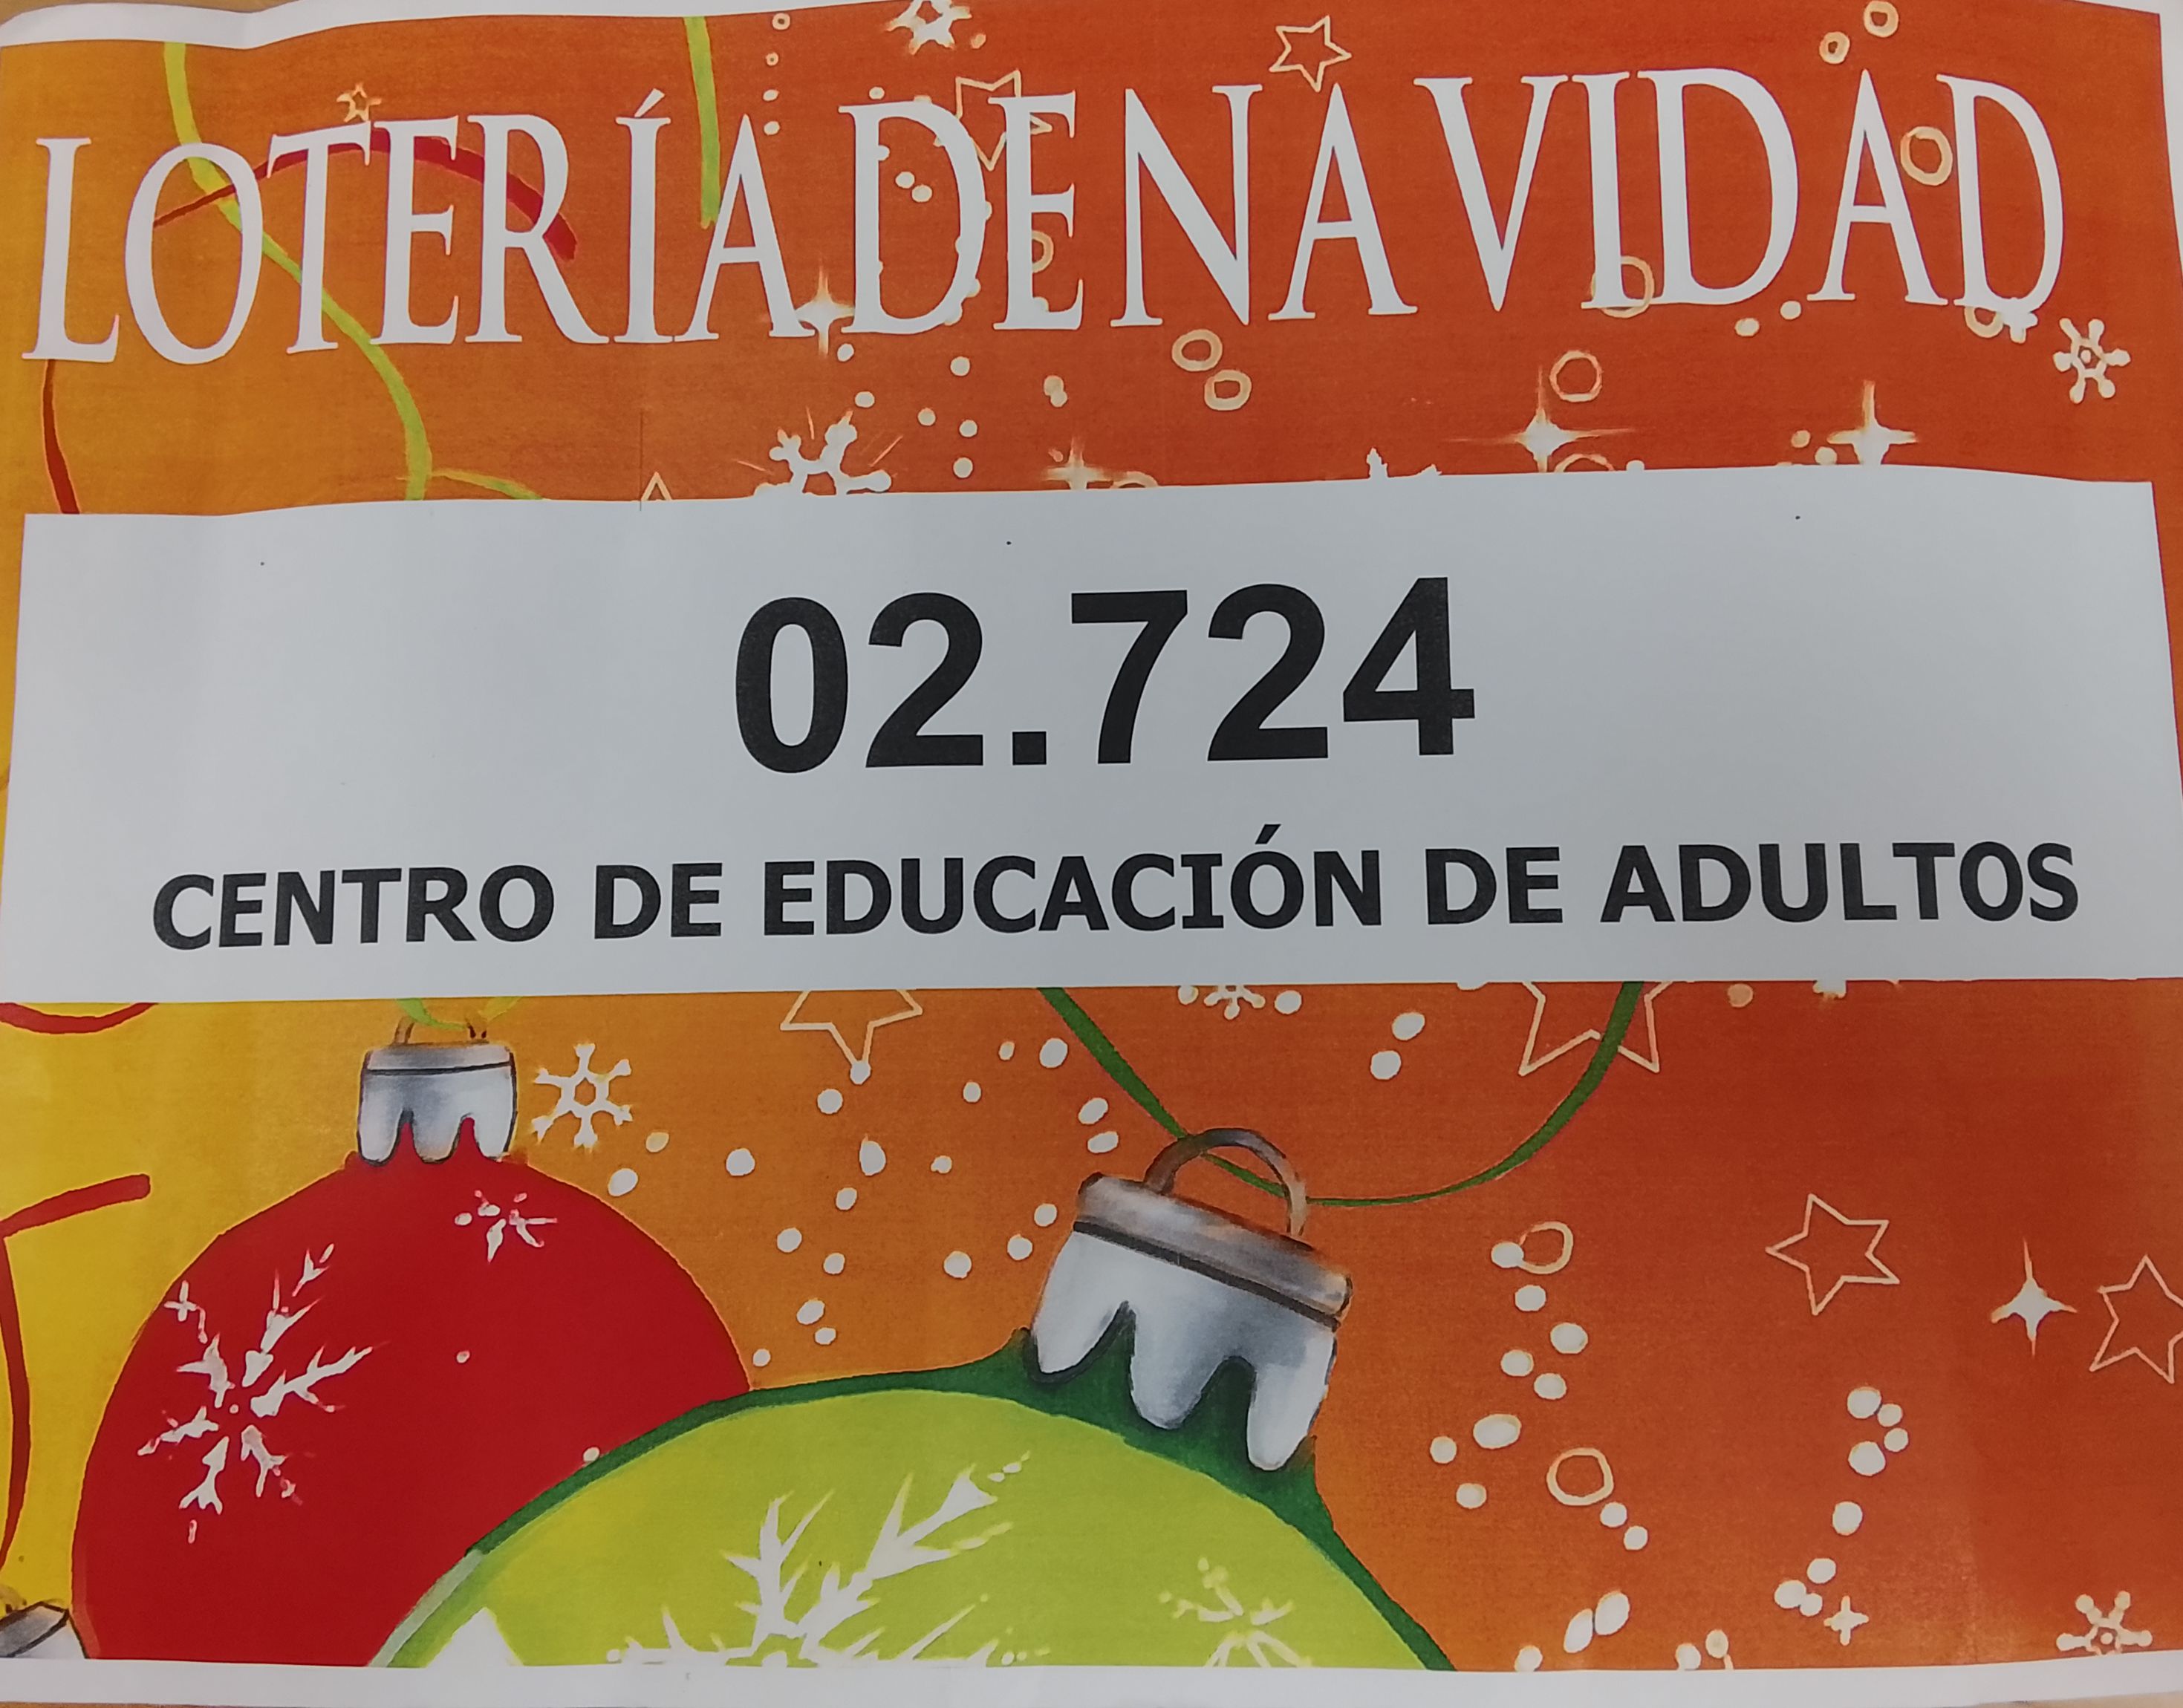 LOTERÍA DE NAVIDAD
02.724
CENTRO DE EDUCACIÓN DE ADULTOS